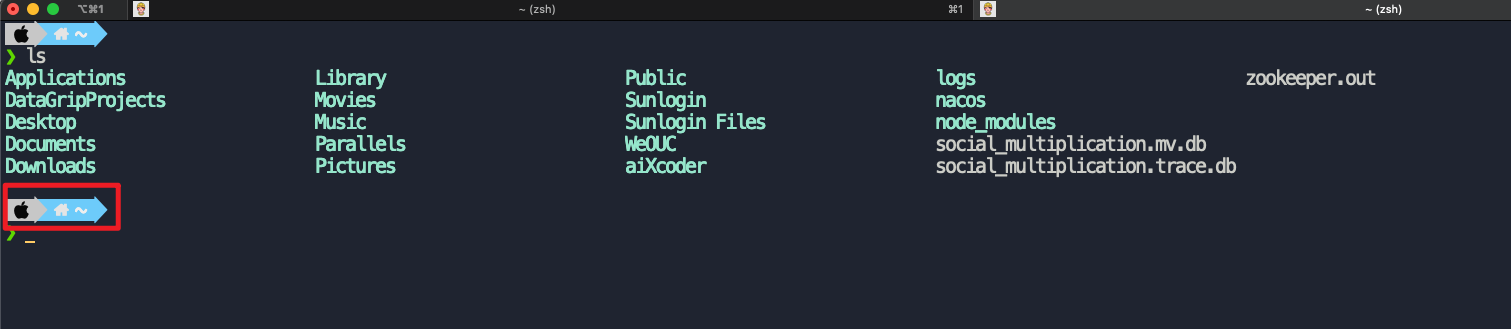 ⌥⌘1 ~ (zsh) ⌘1 ~ (zsh)
~
❯ ls
Applications Library Public logs zookeeper.out
DataGripProjects Movies Sunlogin nacos
Desktop Music Sunlogin Files node_modules
Documents Parallels WeOUC social_multiplication.mv.db
Downloads Pictures aiXcoder social_multiplication.trace.db
~
❯ _